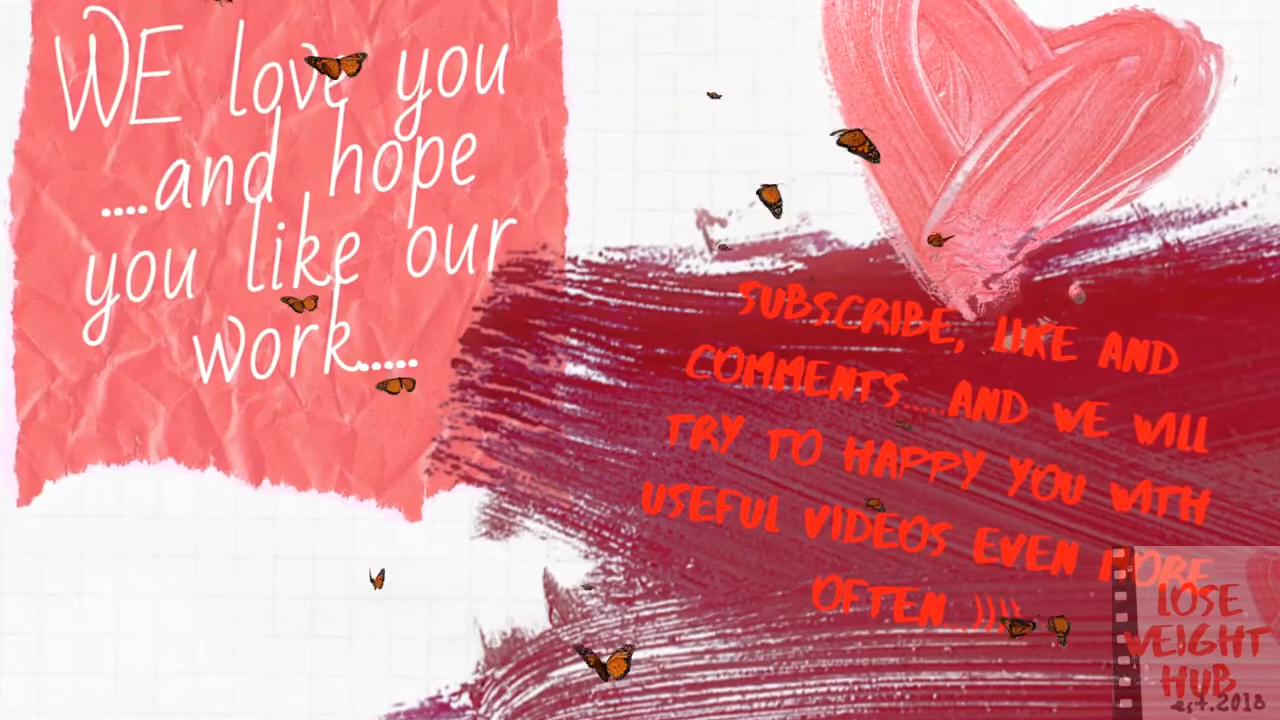 WE love you
....and hope
you like our
work.....
SUBSCRIBE, LIKE AND
COMMENTS.....AND WE WILL
TRY TO HAPPY YOU WITH
USEFUL VIDEOS EVEN MORE
OFTEN...))))
LOSE
WEIGHT
HUB
est.2018